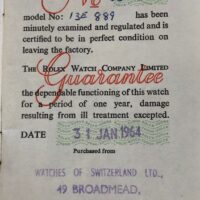 model No: 135 889 has been
minutely examined and regulated and is
certified to be in perfect condition on
leaving the factory.
THE ROLEX WATCH COMPANY LIMITED
Guarantee
the dependable functioning of this watch
for a period of one year, damage
resulting from ill treatment excepted.
DATE 31 JAN 1964
Purchased from
WATCHES OF SWITZERLAND LTD.,
49 BROADMEAD,